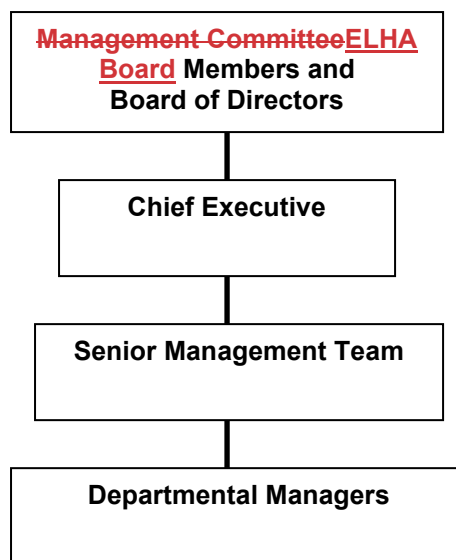 Management CommitteeELHA
Board Members and
Board of Directors
Chief Executive
Senior Management Team
Departmental Managers